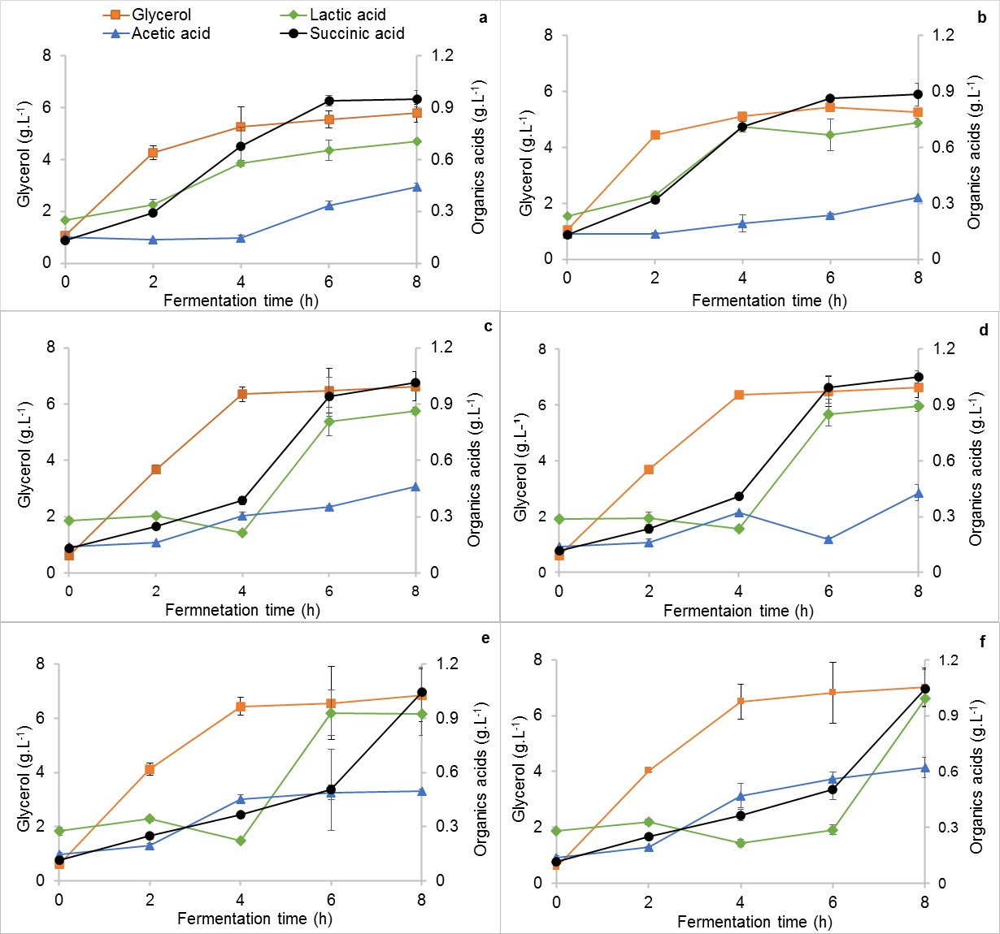 Glycerol
Lactic acid
Acetic acid
Succinic acid
a
8
6
4
2
0
1.2
0.9
0.6
0.3
0
Glycerol (g.L-1)
Organics acids (g.L-1)
0 2 4 6 8
Fermentation time (h)
b
8
6
4
2
0
1.2
0.9
0.6
0.3
0
Glycerol (g.L-1)
Organics acids (g.L-1)
0 2 4 6 8
Fermentation time (h)
c
8
6
4
2
0
1.2
0.9
0.6
0.3
0
Glycerol (g.L-1)
Organics acids (g.L-1)
0 2 4 6 8
Fermnetation time (h)
d
8
6
4
2
0
1.2
0.9
0.6
0.3
0
Glycerol (g.L-1)
Organics acids (g.L-1)
0 2 4 6 8
Fermentaion time (h)
e
8
6
4
2
0
1.2
0.9
0.6
0.3
0
Glycerol (g.L-1)
Organics acids (g.L-1)
0 2 4 6 8
Fermentation time (h)
f
8
6
4
2
0
1.2
0.9
0.6
0.3
0
Glycerol (g.L-1)
Organics acids (g.L-1)
0 2 4 6 8
Fermentation time (h)